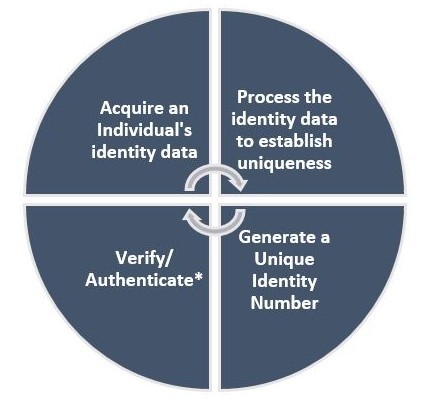 Acquire an
Individual's
identity data
Process the
identity data
to establish
uniqueness
Verify/
Authenticate*
Generate a
Unique
Identity
Number